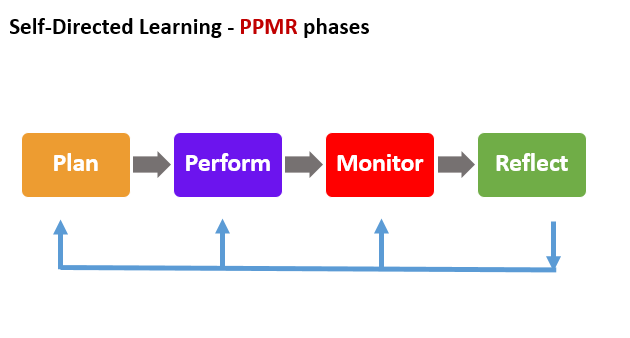 Self-Directed Learning - PPMR phases
Plan
Perform
Monitor
Reflect